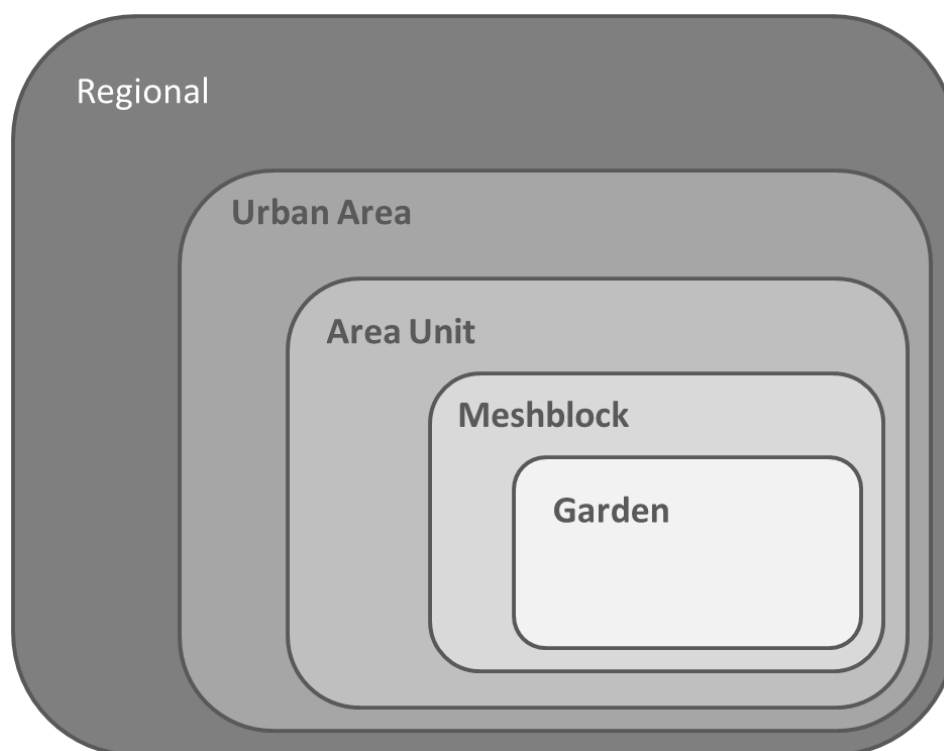 Regional
Urban Area
Area Unit
Meshblock
Garden